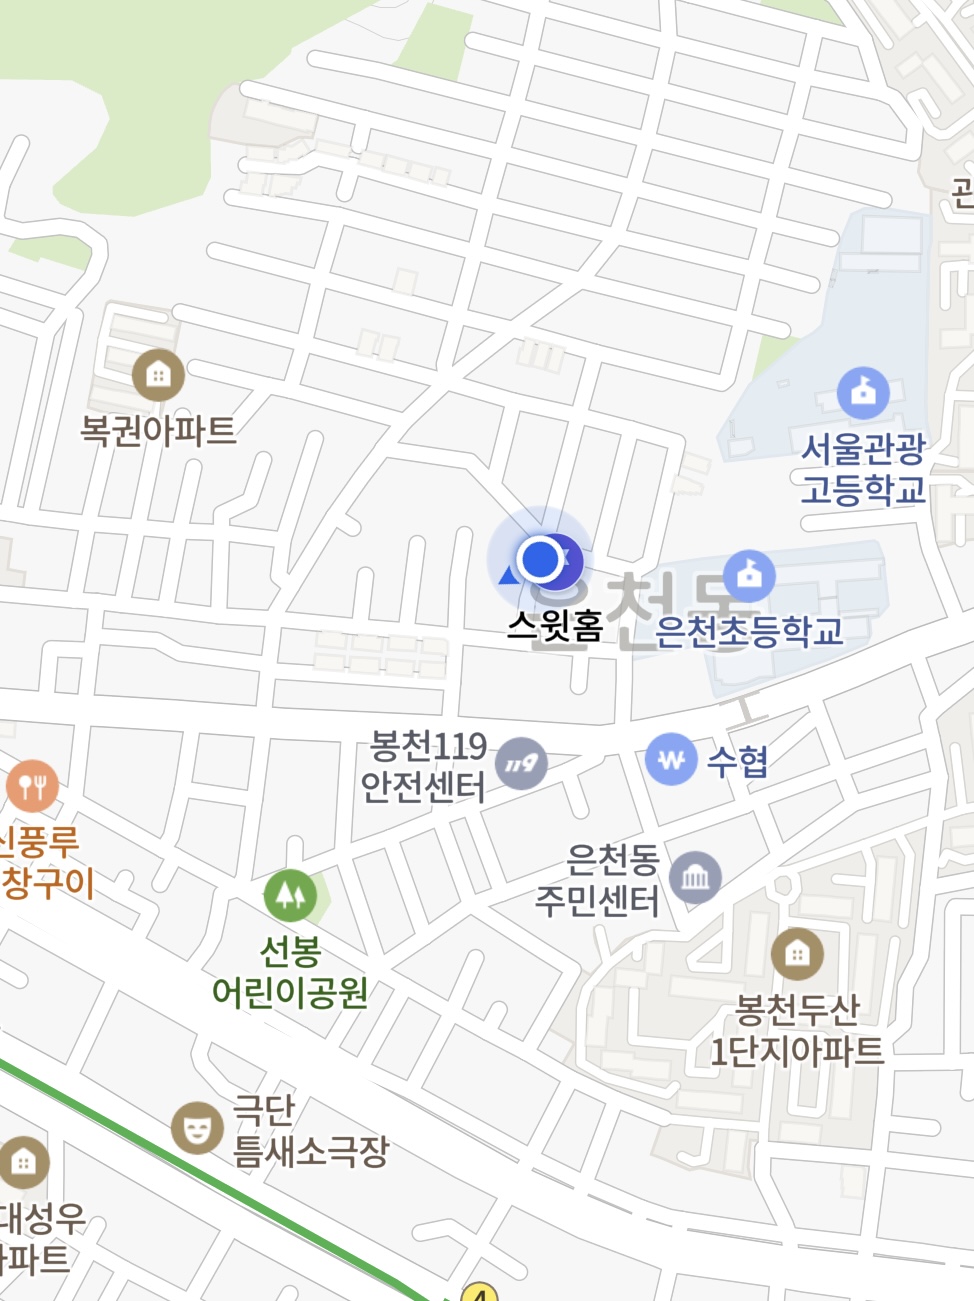 관
복권아파트
서울관광
고등학교
은천동
스윗홈
은천초등학교
봉천119
안전센터
119
수협
신풍루
창구이
은천동
주민센터
선봉
어린이공원
봉천두산
1단지아파트
극단
틈새소극장
대성우
아파트
4